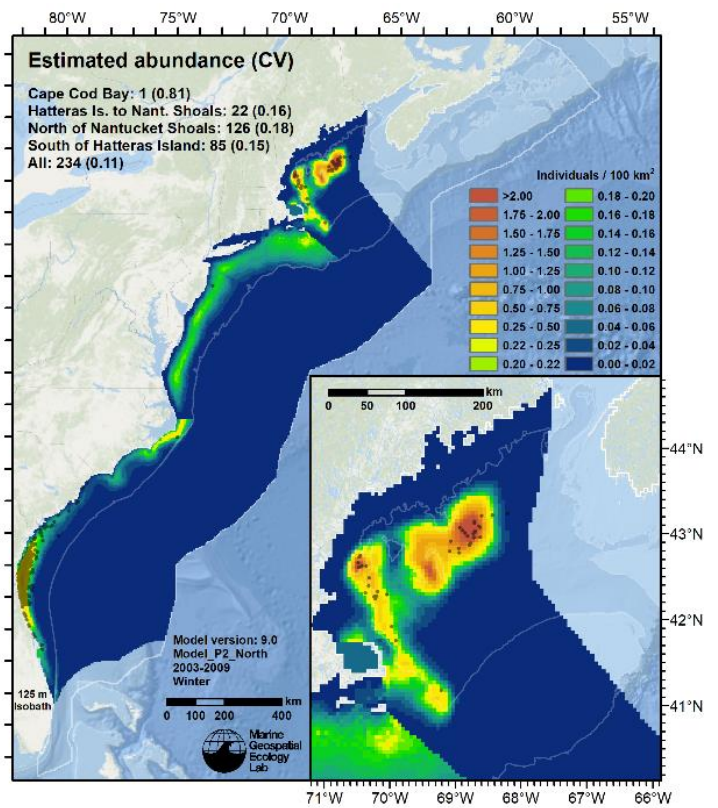 80°W 75°W 70°W 65°W 60°W 55°W
Estimated abundance (CV)
Cape Cod Bay: 1 (0.81)
Hatteras Is. to Nant. Shoals: 22 (0.16)
North of Nantucket Shoals: 126 (0.18)
South of Hatteras Island: 85 (0.15)
All: 234 (0.11)
Individuals / 100 km²
>2.00 0.18 - 0.20
1.75 - 2.00 0.16 - 0.18
1.50 - 1.75 0.14 - 0.16
1.25 - 1.50 0.12 - 0.14
1.00 - 1.25 0.10 - 0.12
0.75 - 1.00 0.08 - 0.10
0.50 - 0.75 0.06 - 0.08
0.25 - 0.50 0.04 - 0.06
0.22 - 0.25 0.02 - 0.04
0.20 - 0.22 0.00 - 0.02
km
0 50 100 200
44°N
43°N
42°N
41°N
Model version: 9.0
Model_P2_North
2003-2009
Winter
125 m
Isobath
km
0 100 200 400
Marine
Geospatial
Ecology
Lab
71°W 70°W 69°W 68°W 67°W 66°W